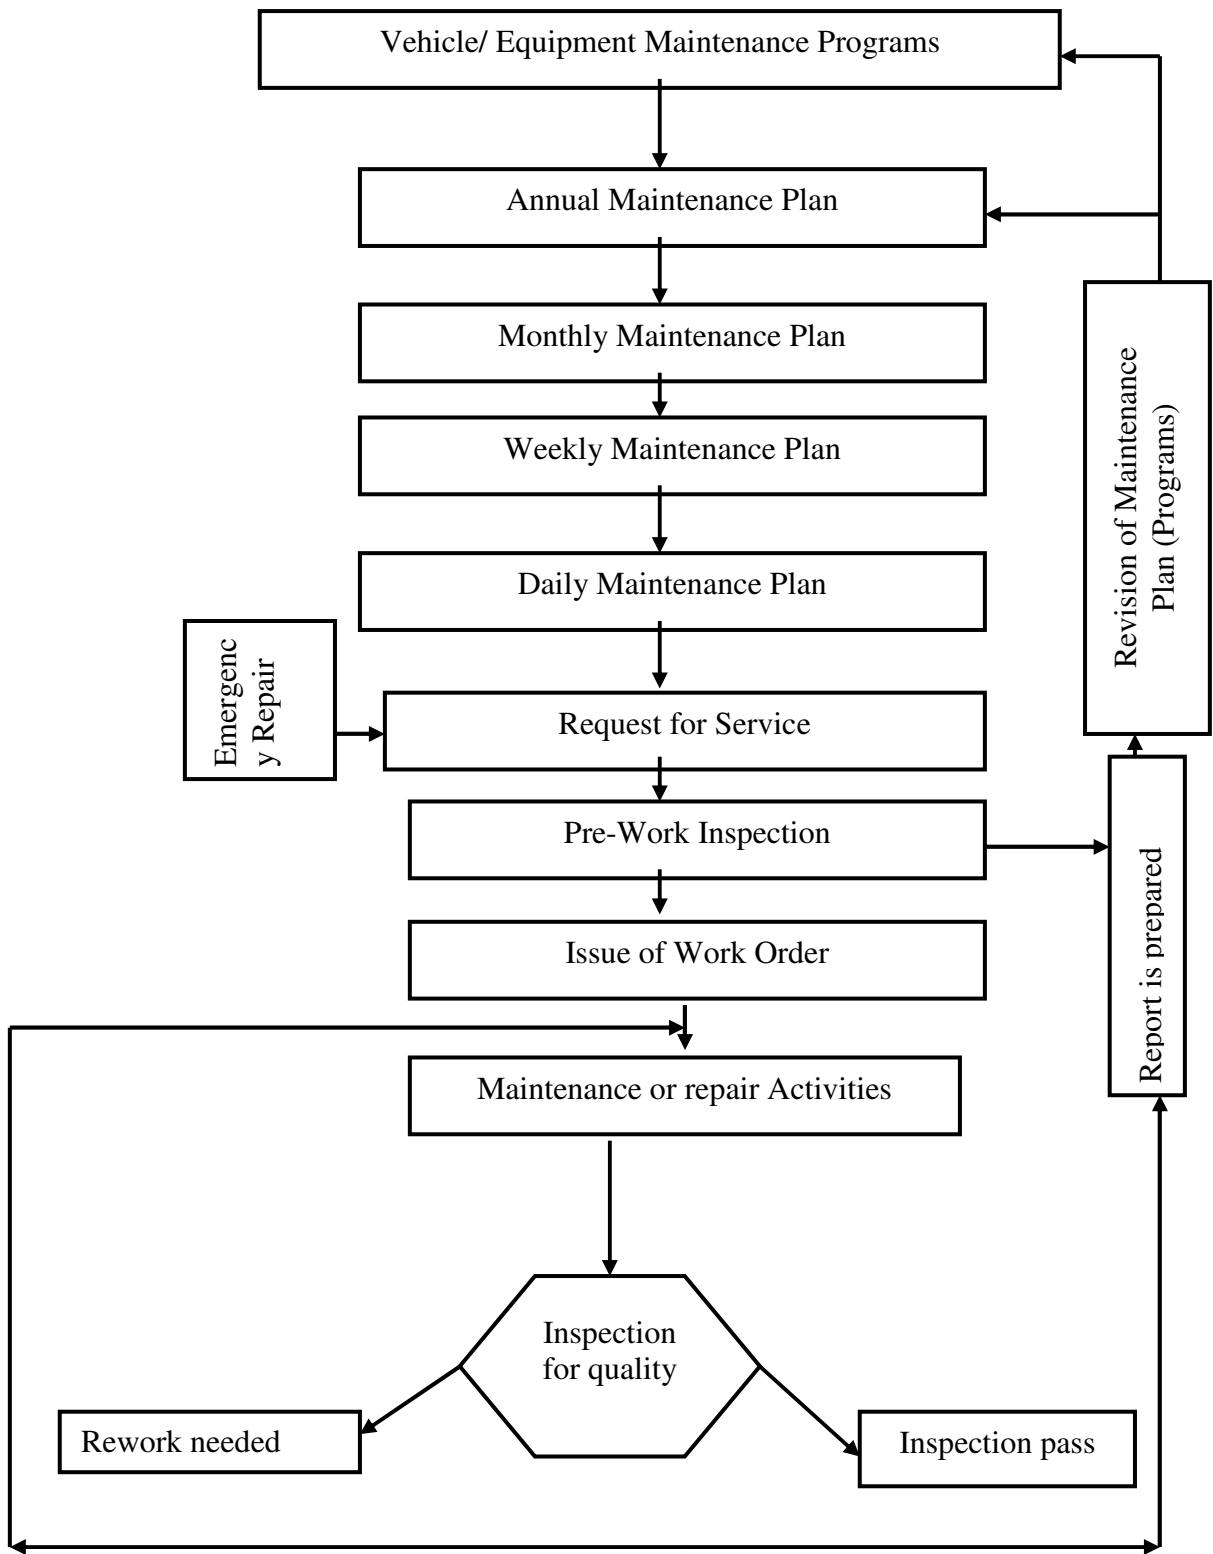 Vehicle/ Equipment Maintenance Programs
Annual Maintenance Plan
Monthly Maintenance Plan
Weekly Maintenance Plan
Daily Maintenance Plan
Revision of Maintenance
Plan (Programs)
Emergenc
y Repair
Request for Service
Pre-Work Inspection
Report is prepared
Issue of Work Order
Maintenance or repair Activities
Inspection
for quality
Rework needed
Inspection pass